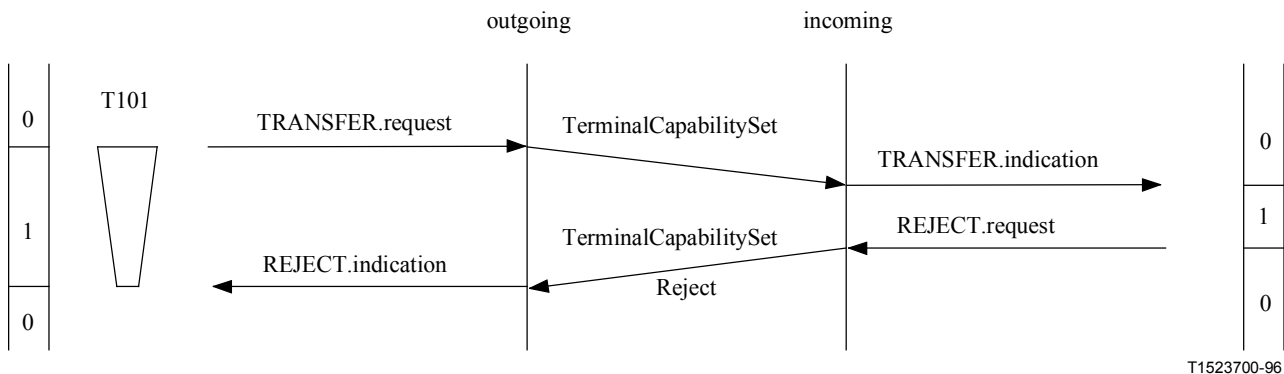 outgoing
incoming
T101
0
TRANSFER.request
TerminalCapabilitySet
TRANSFER.indication
0
1
REJECT.indication
TerminalCapabilitySet
Reject
REJECT.request
1
0
0
T1523700-96